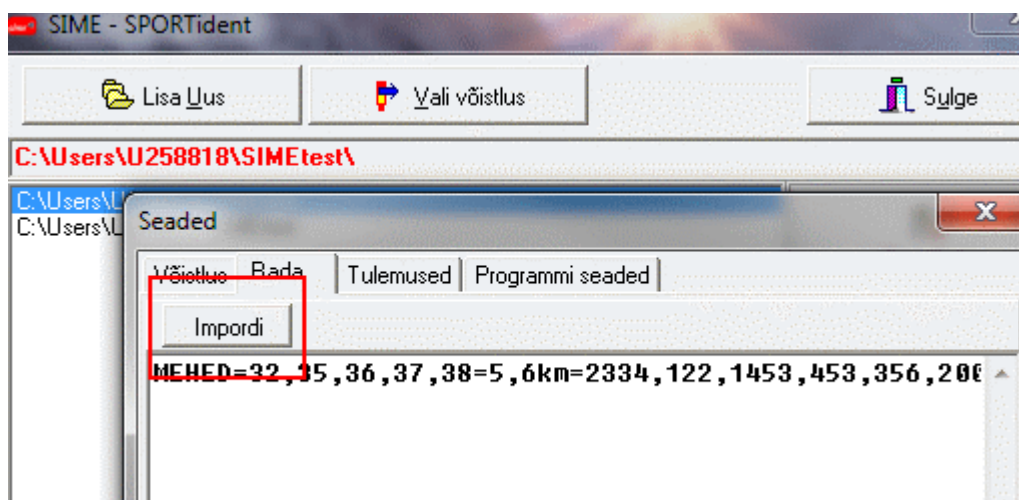 SIME - SPORTident
Lisa Uus
Vali võistlus
Sulge
C:\Users\U258818\SIMEtest\
C:\Users\U
C:\Users\U
Seaded
Võistlus Rada Tulemused Programmi seaded
Impordi
MEHED=32,35,36,37,38=5,6km=2334,122,1453,453,356,200